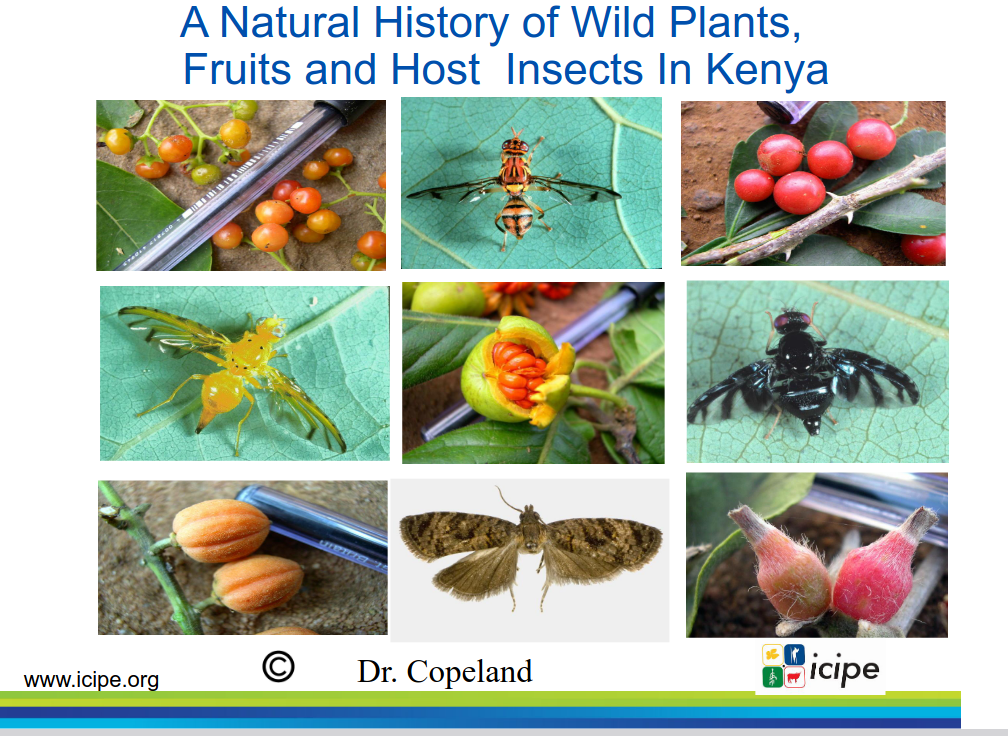 A Natural History of Wild Plants,
Fruits and Host Insects In Kenya
www.icipe.org
©
Dr. Copeland
icipe